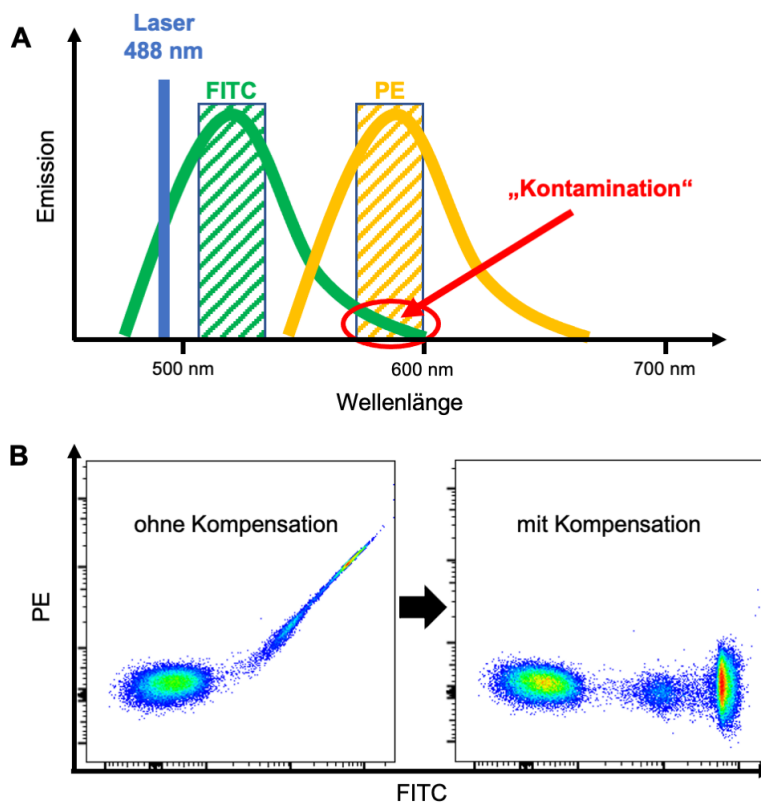 A
Laser
488 nm
FITC
PE
„Kontamination“
Emission
500 nm
600 nm
700 nm
Wellenlänge
B
ohne Kompensation
mit Kompensation
PE
FITC